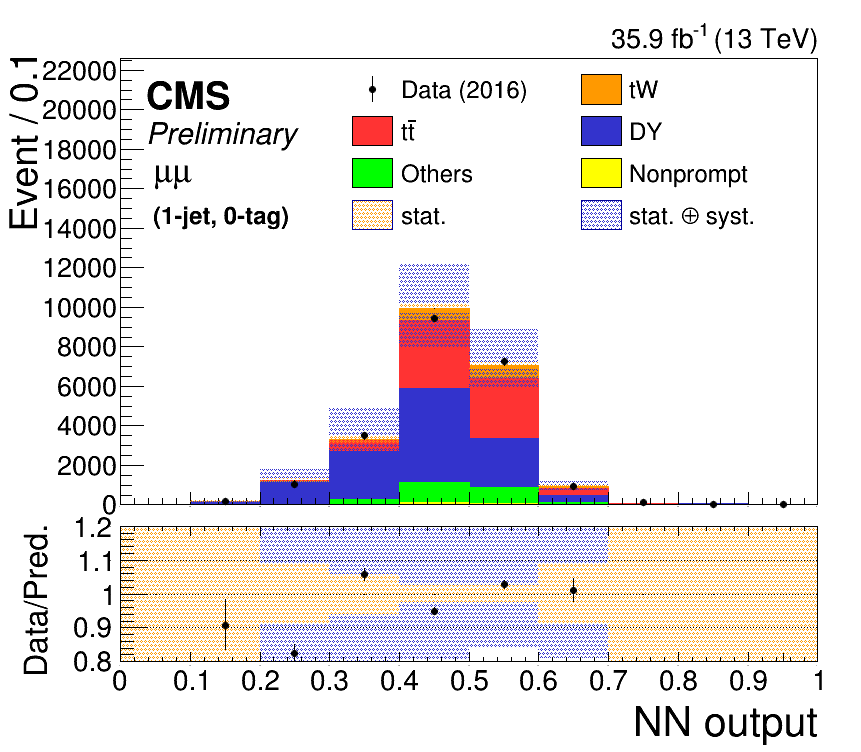 35.9 fb⁻¹ (13 TeV)
Event / 0.1
22000
20000
18000
16000
14000
12000
10000
8000
6000
4000
2000
0
CMS
Preliminary
μμ
(1-jet, 0-tag)
Data (2016)
tW
tt̄
DY
Others
Nonprompt
stat.
stat. ⊕ syst.
Data/Pred.
1.2
1.1
1
0.9
0.8
0 0.1 0.2 0.3 0.4 0.5 0.6 0.7 0.8 0.9 1
NN output